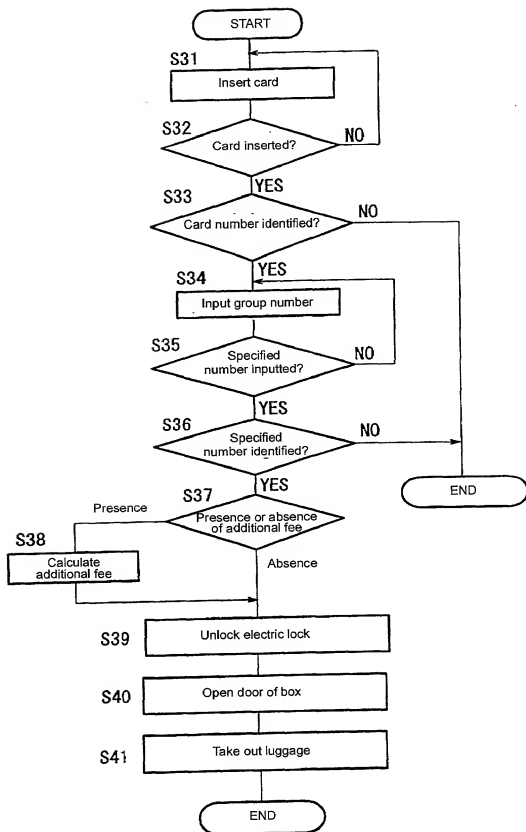 START
S31
Insert card
S32
Card inserted?
NO
YES
S33
Card number identified?
NO
YES
S34
Input group number
S35
Specified
number inputted?
NO
YES
S36
Specified
number identified?
NO
YES
END
S37
Presence
Presence or absence
of additional fee
S38
Calculate
additional fee
Absence
S39
Unlock electric lock
S40
Open door of box
S41
Take out luggage
END